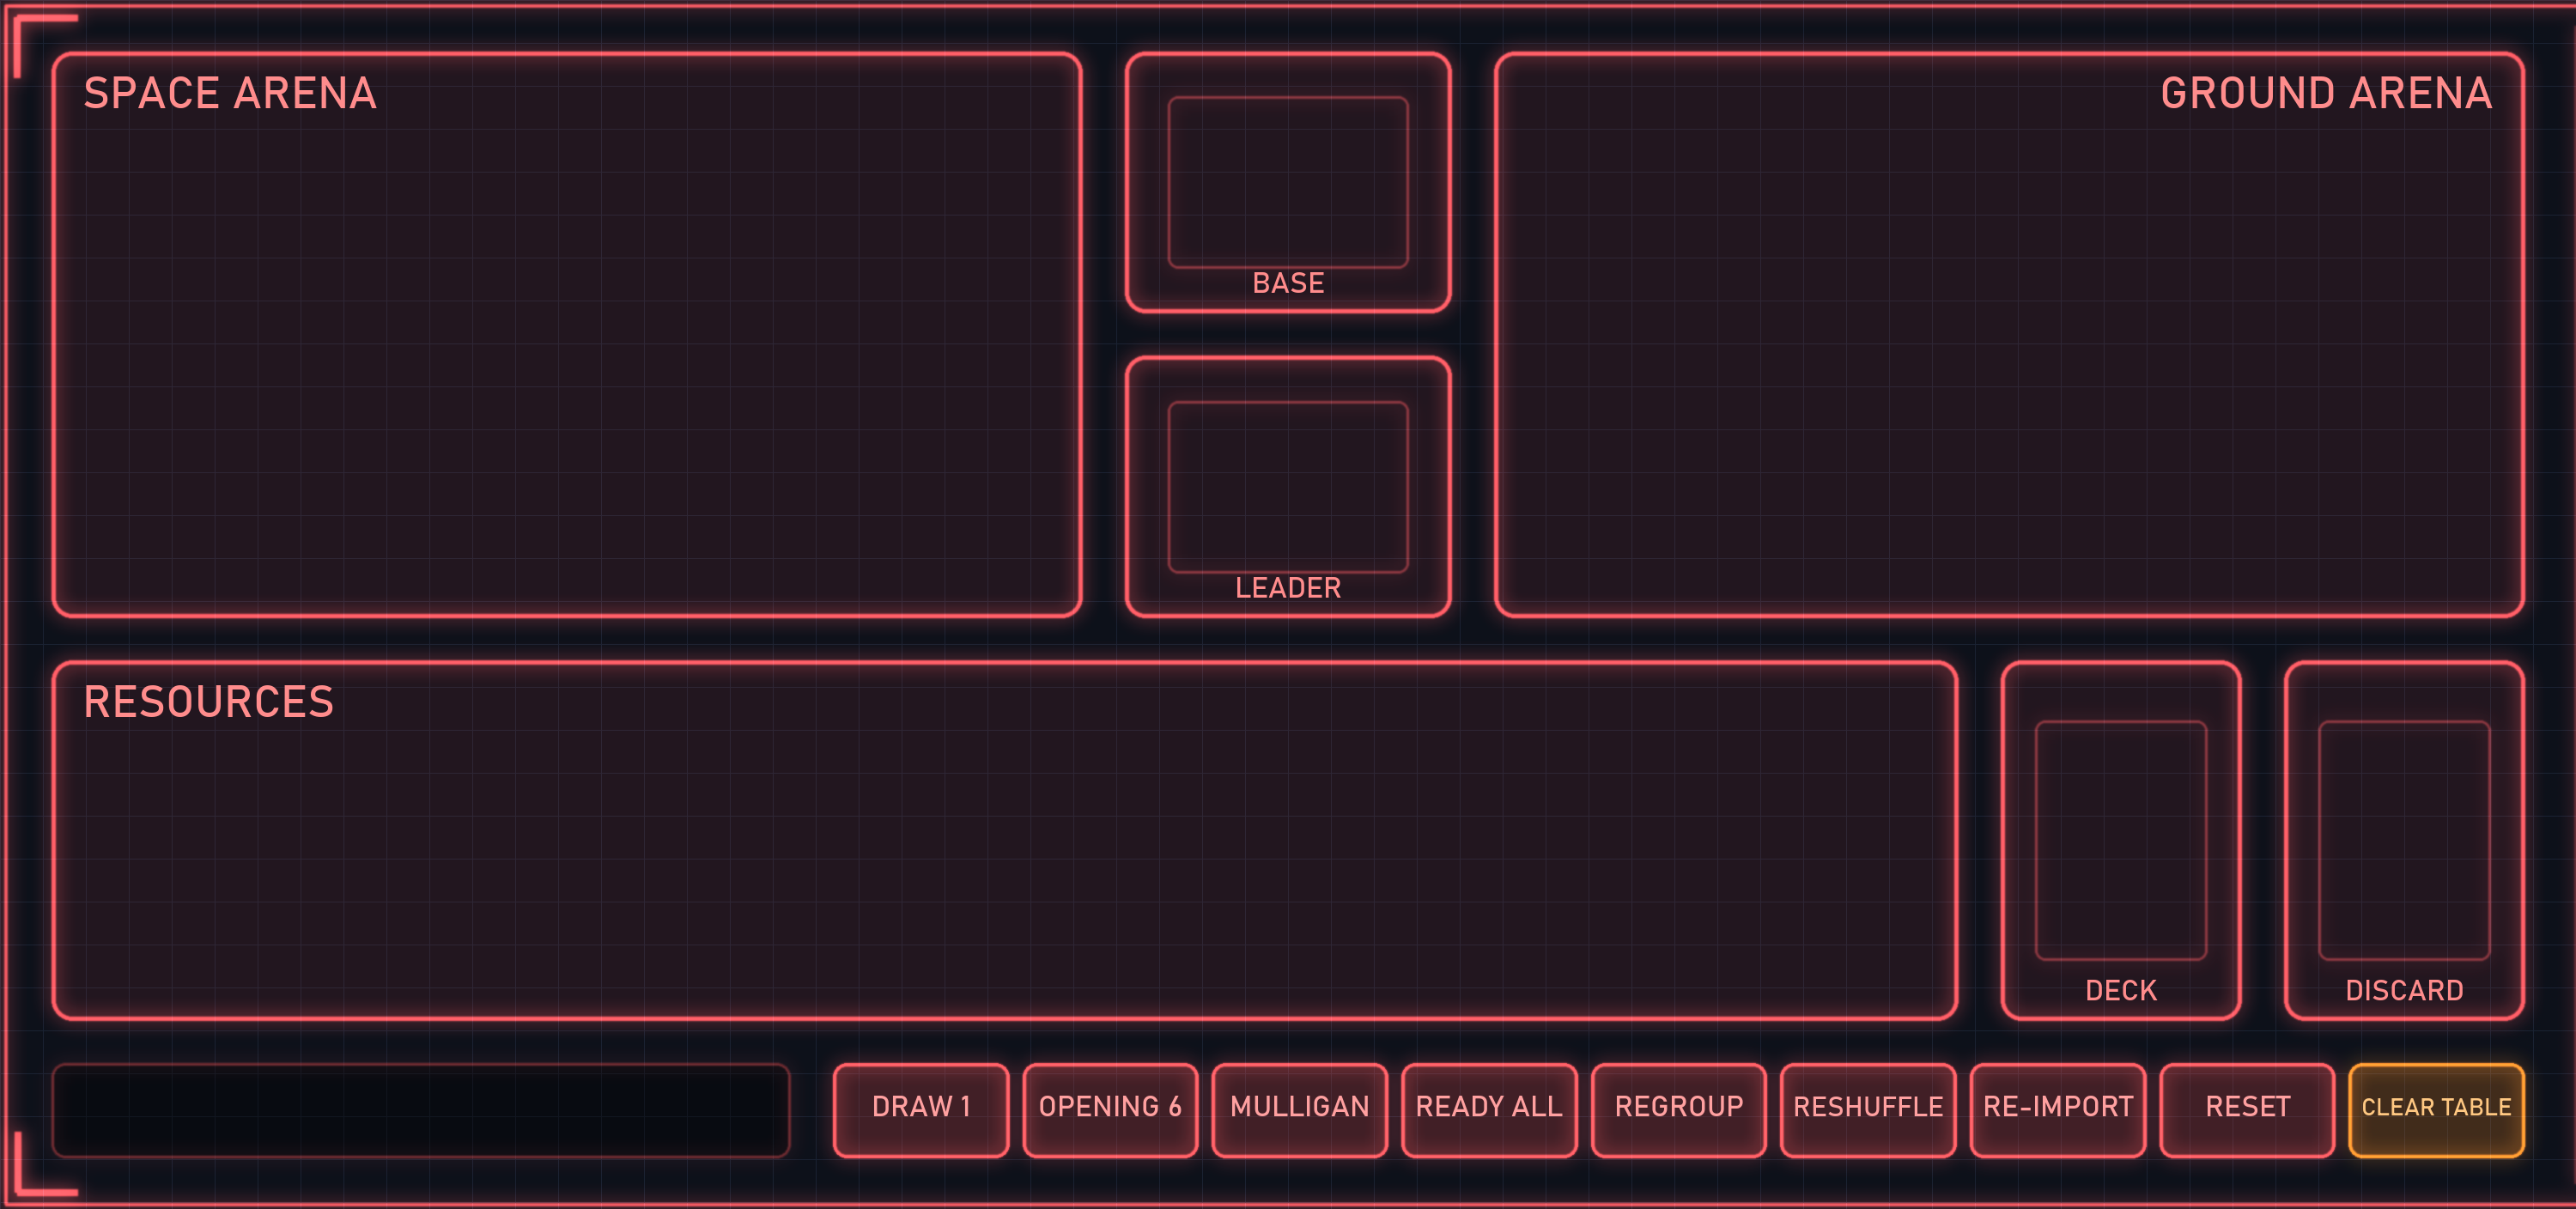 SPACE ARENA
GROUND ARENA
BASE
LEADER
RESOURCES
DECK
DISCARD
DRAW 1
OPENING 6
MULLIGAN
READY ALL
REGROUP
RESHUFFLE
RE-IMPORT
RESET
CLEAR TABLE